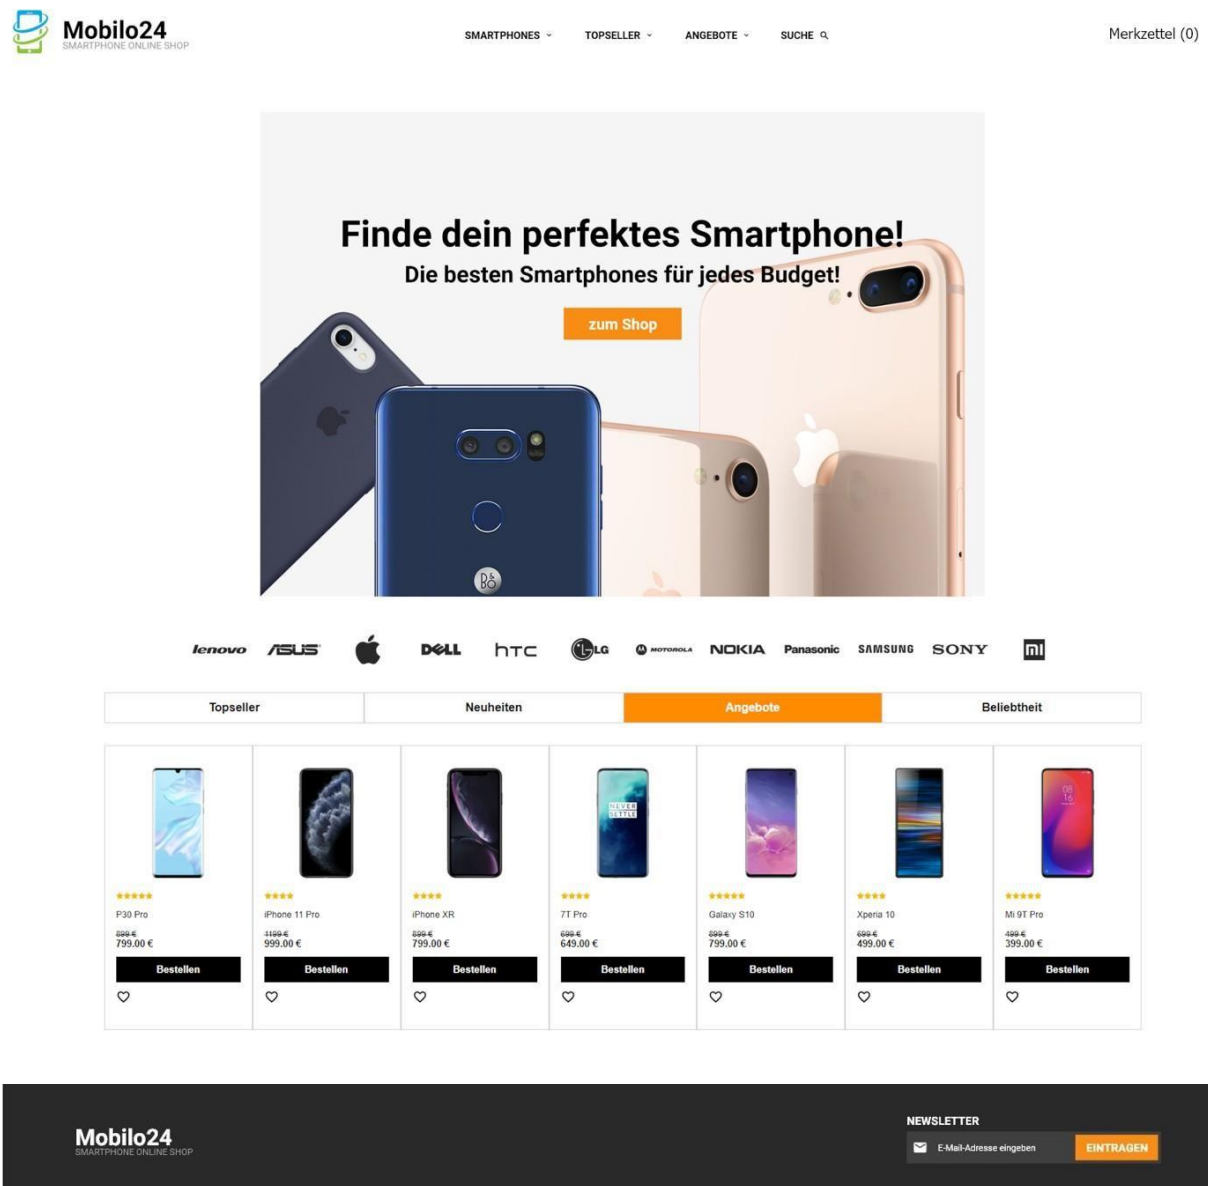 Mobilo24
SMARTPHONE ONLINE SHOP
SMARTPHONES
TOPSELLER
ANGEBOTE
SUCHE
Merkzettel (0)
Finde dein perfektes Smartphone!
Die besten Smartphones für jedes Budget!
zum Shop
B&O
lenovo
ASUS
DELL
hTC
LG
MOTOROLA
NOKIA
Panasonic
SAMSUNG
SONY
MI
Topseller
Neuheiten
Angebote
Beliebtheit
NEVER
SETTLE
08
16
P30 Pro
899 €
799.00 €
Bestellen
iPhone 11 Pro
1199 €
999.00 €
Bestellen
iPhone XR
899 €
799.00 €
Bestellen
7T Pro
699 €
649.00 €
Bestellen
Galaxy S10
899 €
799.00 €
Bestellen
Xperia 10
699 €
499.00 €
Bestellen
Mi 9T Pro
499 €
399.00 €
Bestellen
Mobilo24
SMARTPHONE ONLINE SHOP
NEWSLETTER
E-Mail-Adresse eingeben
EINTRAGEN